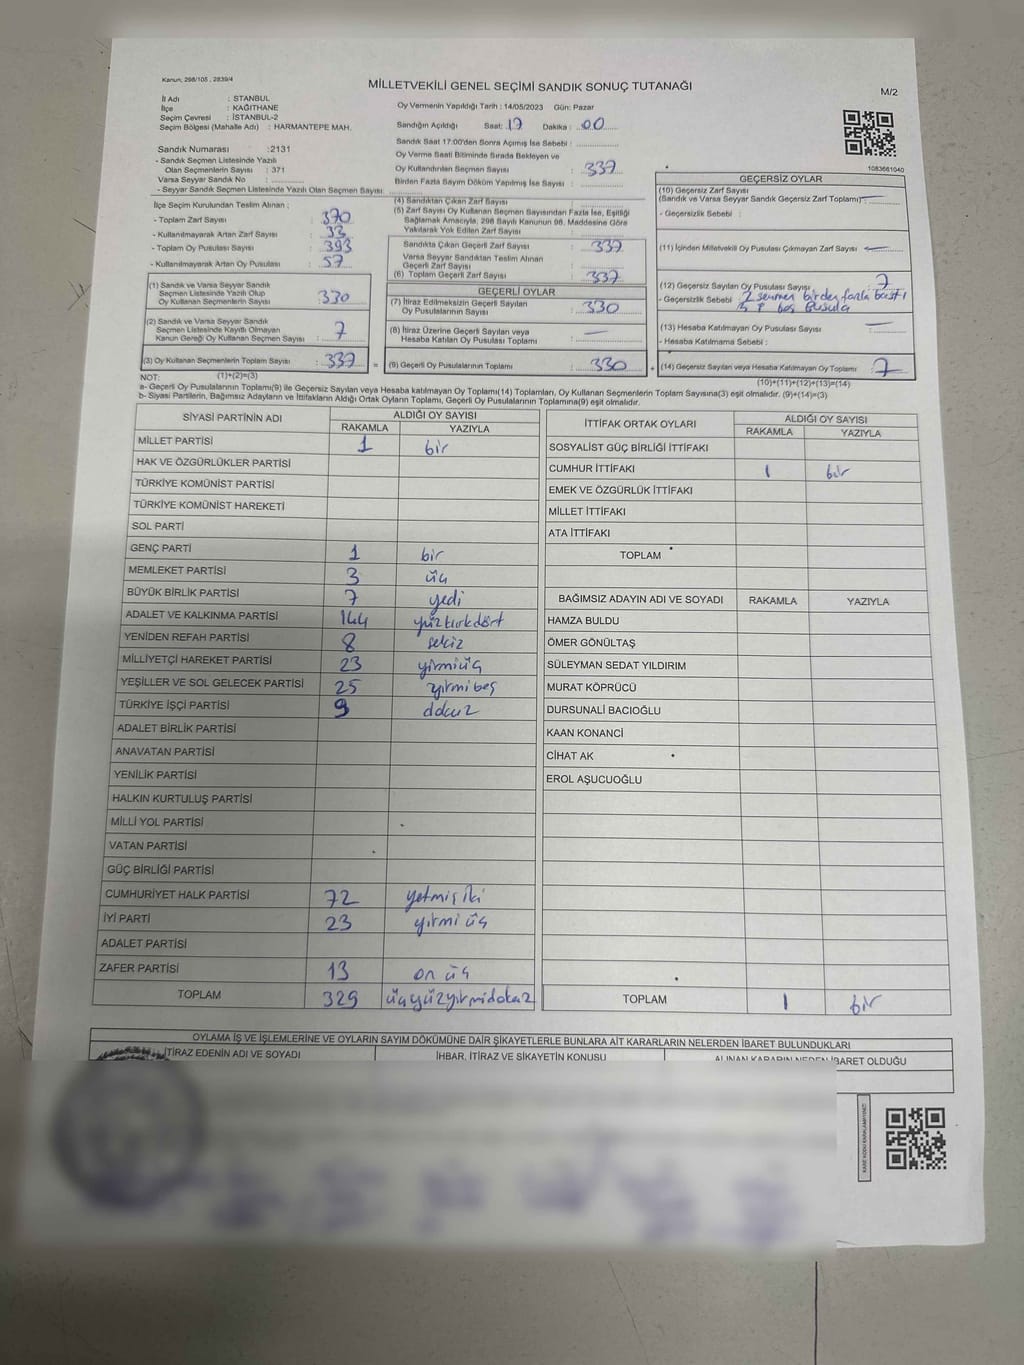 Kanun, 298/105 , 2839/4
MİLLETVEKİLİ GENEL SEÇİMİ SANDIK SONUÇ TUTANAĞI
M/2
İl Adı : STANBUL
İlçe : KAĞITHANE
Seçim Çevresi : İSTANBUL-2
Seçim Bölgesi (Mahalle Adı) : HARMANTEPE MAH.
Sandık Numarası :2131
- Sandık Seçmen Listesinde Yazılı
Olan Seçmenlerin Sayısı : 371
Varsa Seyyar Sandık No :
- Seyyar Sandık Seçmen Listesinde Yazılı Olan Seçmen Sayısı:
Oy Vermenin Yapıldığı Tarih : 14/05/2023 Gün: Pazar
Sandığın Açıldığı Saat: 17 Dakika : 00
Sandık Saat 17:00'den Sonra Açılmış İse Sebebi :
Oy Verme Saati Bitiminde Sırada Bekleyen ve
Oy Kullandırılan Seçmen Sayısı : 337
Birden Fazla Sayım Döküm Yapılmış İse Sayısı :
1083661040
İlçe Seçim Kurulundan Teslim Alınan ;
- Toplam Zarf Sayısı : 370
- Kullanılmayarak Artan Zarf Sayısı : 33
- Toplam Oy Pusulası Sayısı : 393
- Kullanılmayarak Artan Oy Pusulası : 57
(1) Sandık ve Varsa Seyyar Sandık
Seçmen Listesinde Yazılı Olup
Oy Kullanan Seçmenlerin Sayısı : 330
(2) Sandık ve Varsa Seyyar Sandık
Seçmen Listesinde Kayıtlı Olmayan
Kanun Gereği Oy Kullanan Seçmen Sayısı : 7
(3) Oy Kullanan Seçmenlerin Toplam Sayısı : 337 =
(1)+(2)=(3)
(4) Sandıktan Çıkan Zarf Sayısı :
(5) Zarf Sayısı Oy Kullanan Seçmen Sayısından Fazla İse, Eşitliği
Sağlamak Amacıyla, 298 Sayılı Kanunun 98. Maddesine Göre
Yakılarak Yok Edilen Zarf Sayısı :
Sandıkta Çıkan Geçerli Zarf Sayısı : 337
Varsa Seyyar Sandıktan Teslim Alınan
Geçerli Zarf Sayısı :
(6) Toplam Geçerli Zarf Sayısı : 337
GEÇERLİ OYLAR
(7) İtiraz Edilmeksizin Geçerli Sayılan
Oy Pusulalarının Sayısı : 330
(8) İtiraz Üzerine Geçerli Sayılan veya
Hesaba Katılan Oy Pusulası Toplamı : —
(9) Geçerli Oy Pusulalarının Toplamı : 330 +
GEÇERSİZ OYLAR
(10) Geçersiz Zarf Sayısı
(Sandık ve Varsa Seyyar Sandık Geçersiz Zarf Toplamı) : —
- Geçersizlik Sebebi :
(11) İçinden Milletvekili Oy Pusulası Çıkmayan Zarf Sayısı : —
(12) Geçersiz Sayılan Oy Pusulası Sayısı : 7
- Geçersizlik Sebebi : 2 seçmen birden fazla bastı
boş Pusula
(13) Hesaba Katılmayan Oy Pusulası Sayısı : —
- Hesaba Katılmama Sebebi :
(14) Geçersiz Sayılan veya Hesaba Katılmayan Oy Toplamı : 7
(10)+(11)+(12)+(13)=(14)
NOT:
a- Geçerli Oy Pusulalarının Toplamı(9) ile Geçersiz Sayılan veya Hesaba katılmayan Oy Toplamı(14) Toplamları, Oy Kullanan Seçmenlerin Toplam Sayısına(3) eşit olmalıdır. (9)+(14)=(3)
b- Siyasi Partilerin, Bağımsız Adayların ve İttifakların Aldığı Ortak Oyların Toplamı, Geçerli Oy Pusulalarının Toplamına(9) eşit olmalıdır.
SİYASİ PARTİNİN ADI ALDIĞI OY SAYISI
RAKAMLA YAZIYLA
MİLLET PARTİSİ 1 bir
HAK VE ÖZGÜRLÜKLER PARTİSİ
TÜRKİYE KOMÜNİST PARTİSİ
TÜRKİYE KOMÜNİST HAREKETİ
SOL PARTİ
GENÇ PARTİ 1 bir
MEMLEKET PARTİSİ 3 üç
BÜYÜK BİRLİK PARTİSİ 7 yedi
ADALET VE KALKINMA PARTİSİ 144 yüzkırkdört
YENİDEN REFAH PARTİSİ 8 sekiz
MİLLİYETÇİ HAREKET PARTİSİ 23 yirmiüç
YEŞİLLER VE SOL GELECEK PARTİSİ 25 yirmibeş
TÜRKİYE İŞÇİ PARTİSİ 9 dokuz
ADALET BİRLİK PARTİSİ
ANAVATAN PARTİSİ
YENİLİK PARTİSİ
HALKIN KURTULUŞ PARTİSİ
MİLLİ YOL PARTİSİ
VATAN PARTİSİ
GÜÇ BİRLİĞİ PARTİSİ
CUMHURİYET HALK PARTİSİ 72 yetmiş iki
İYİ PARTİ 23 yirmi üç
ADALET PARTİSİ
ZAFER PARTİSİ 13 on üç
TOPLAM 329 üçyüzyirmidokuz
İTTİFAK ORTAK OYLARI ALDIĞI OY SAYISI
RAKAMLA YAZIYLA
SOSYALİST GÜÇ BİRLİĞİ İTTİFAKI
CUMHUR İTTİFAKI 1 bir
EMEK VE ÖZGÜRLÜK İTTİFAKI
MİLLET İTTİFAKI
ATA İTTİFAKI
TOPLAM
BAĞIMSIZ ADAYIN ADI VE SOYADI RAKAMLA YAZIYLA
HAMZA BULDU
ÖMER GÖNÜLTAŞ
SÜLEYMAN SEDAT YILDIRIM
MURAT KÖPRÜCÜ
DURSUNALİ BACIOĞLU
KAAN KONANCİ
CİHAT AK
EROL AŞUCUOĞLU
TOPLAM 1 bir
OYLAMA İŞ VE İŞLEMLERİNE VE OYLARIN SAYIM DÖKÜMÜNE DAİR ŞİKAYETLERLE BUNLARA AİT KARARLARIN NELERDEN İBARET BULUNDUKLARI
İTİRAZ EDENİN ADI VE SOYADI İHBAR, İTİRAZ VE ŞİKAYETİN KONUSU ALINAN KARARIN NEDEN İBARET OLDUĞU